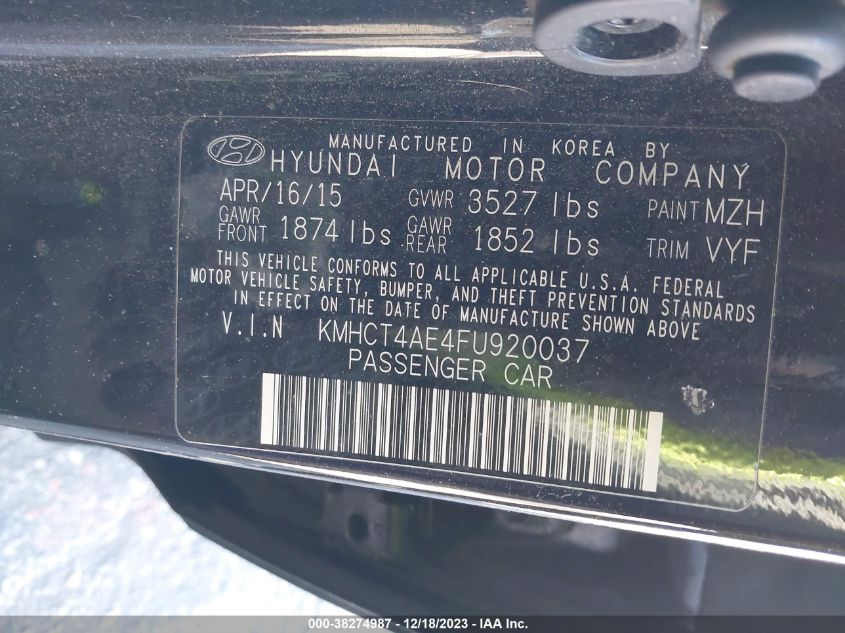 MANUFACTURED IN KOREA BY
HYUNDAI MOTOR COMPANY
APR/16/15 GVWR 3527 lbs PAINT MZH
GAWR FRONT 1874 lbs GAWR REAR 1852 lbs TRIM VYF
THIS VEHICLE CONFORMS TO ALL APPLICABLE U.S.A. FEDERAL
MOTOR VEHICLE SAFETY, BUMPER, AND THEFT PREVENTION STANDARDS
IN EFFECT ON THE DATE OF MANUFACTURE SHOWN ABOVE
V.I.N KMHCT4AE4FU920037
PASSENGER CAR
000-38274987 - 12/18/2023 - IAA Inc.